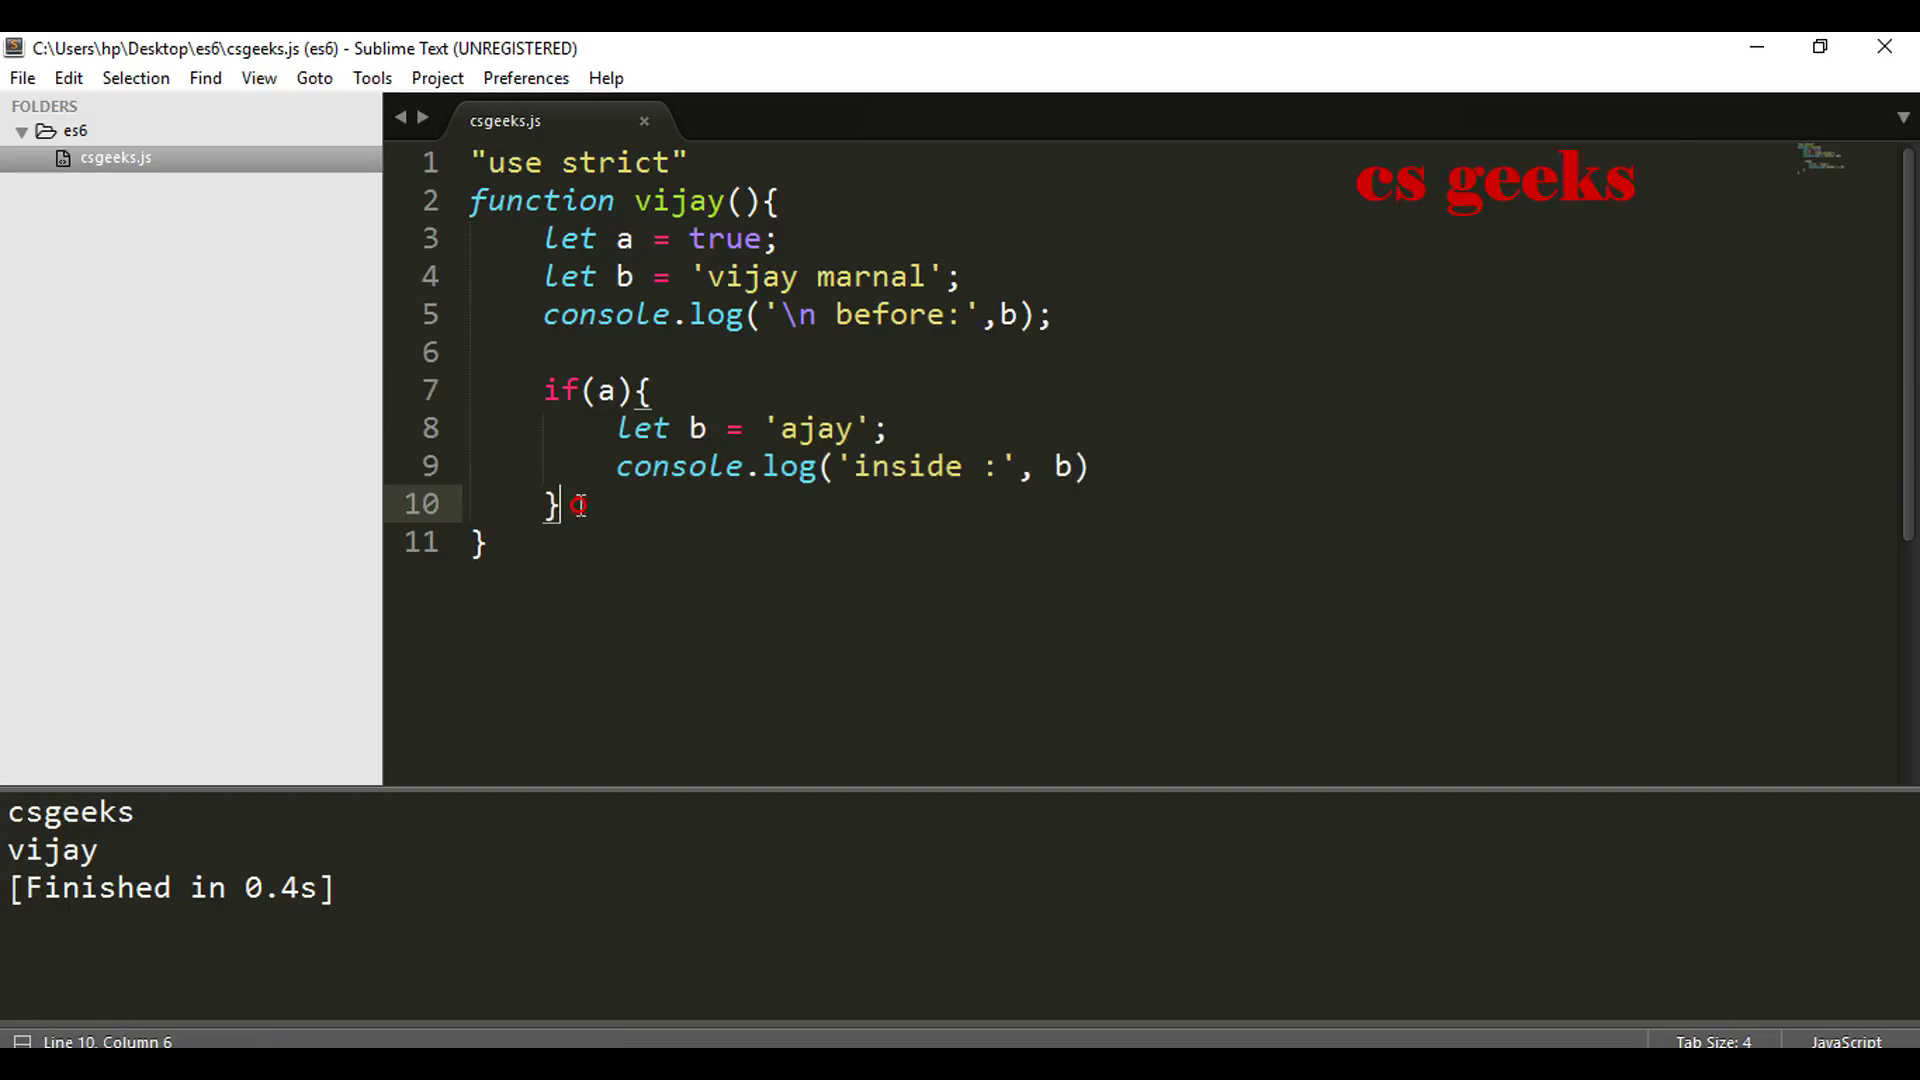 C:\Users\hp\Desktop\es6\csgeeks.js (es6) - Sublime Text (UNREGISTERED)
File Edit Selection Find View Goto Tools Project Preferences Help
FOLDERS
es6
csgeeks.js
csgeeks.js
cs geeks
1 "use strict"
2 function vijay(){
3 let a = true;
4 let b = 'vijay marnal';
5 console.log('\n before:',b);
6
7 if(a){
8 let b = 'ajay';
9 console.log('inside :', b)
10 }
11 }
csgeeks
vijay
[Finished in 0.4s]
Line 10, Column 6 Tab Size: 4 JavaScript